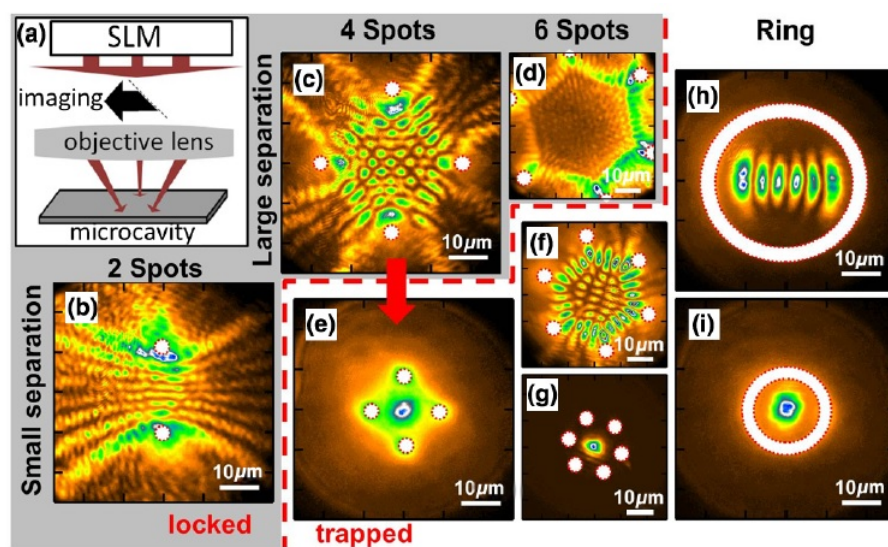 (a)
SLM
imaging
objective lens
microcavity
2 Spots
4 Spots
6 Spots
Ring
Large separation
Small separation
(b)
10µm
locked
(c)
10µm
(d)
10µm
(e)
10µm
trapped
(f)
10µm
(g)
10µm
(h)
10µm
(i)
10µm